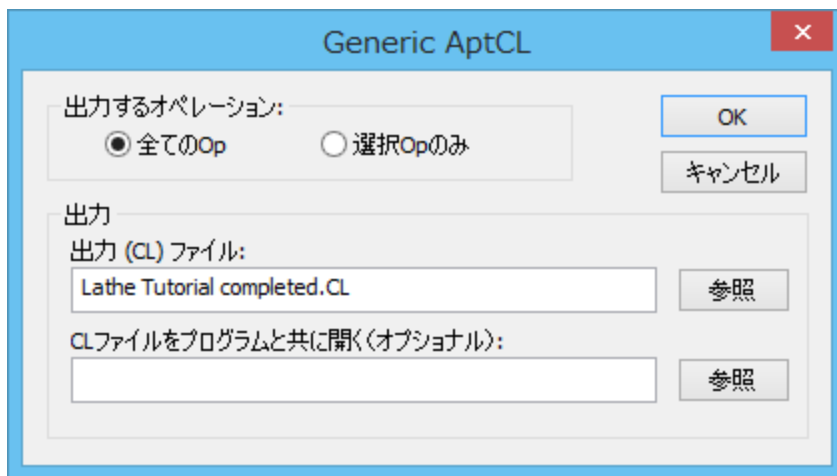 Generic AptCL
出力するオペレーション:
全てのOp
選択Opのみ
OK
キャンセル
出力
出力 (CL) ファイル:
Lathe Tutorial completed.CL
参照
CLファイルをプログラムと共に開く(オプショナル):
参照